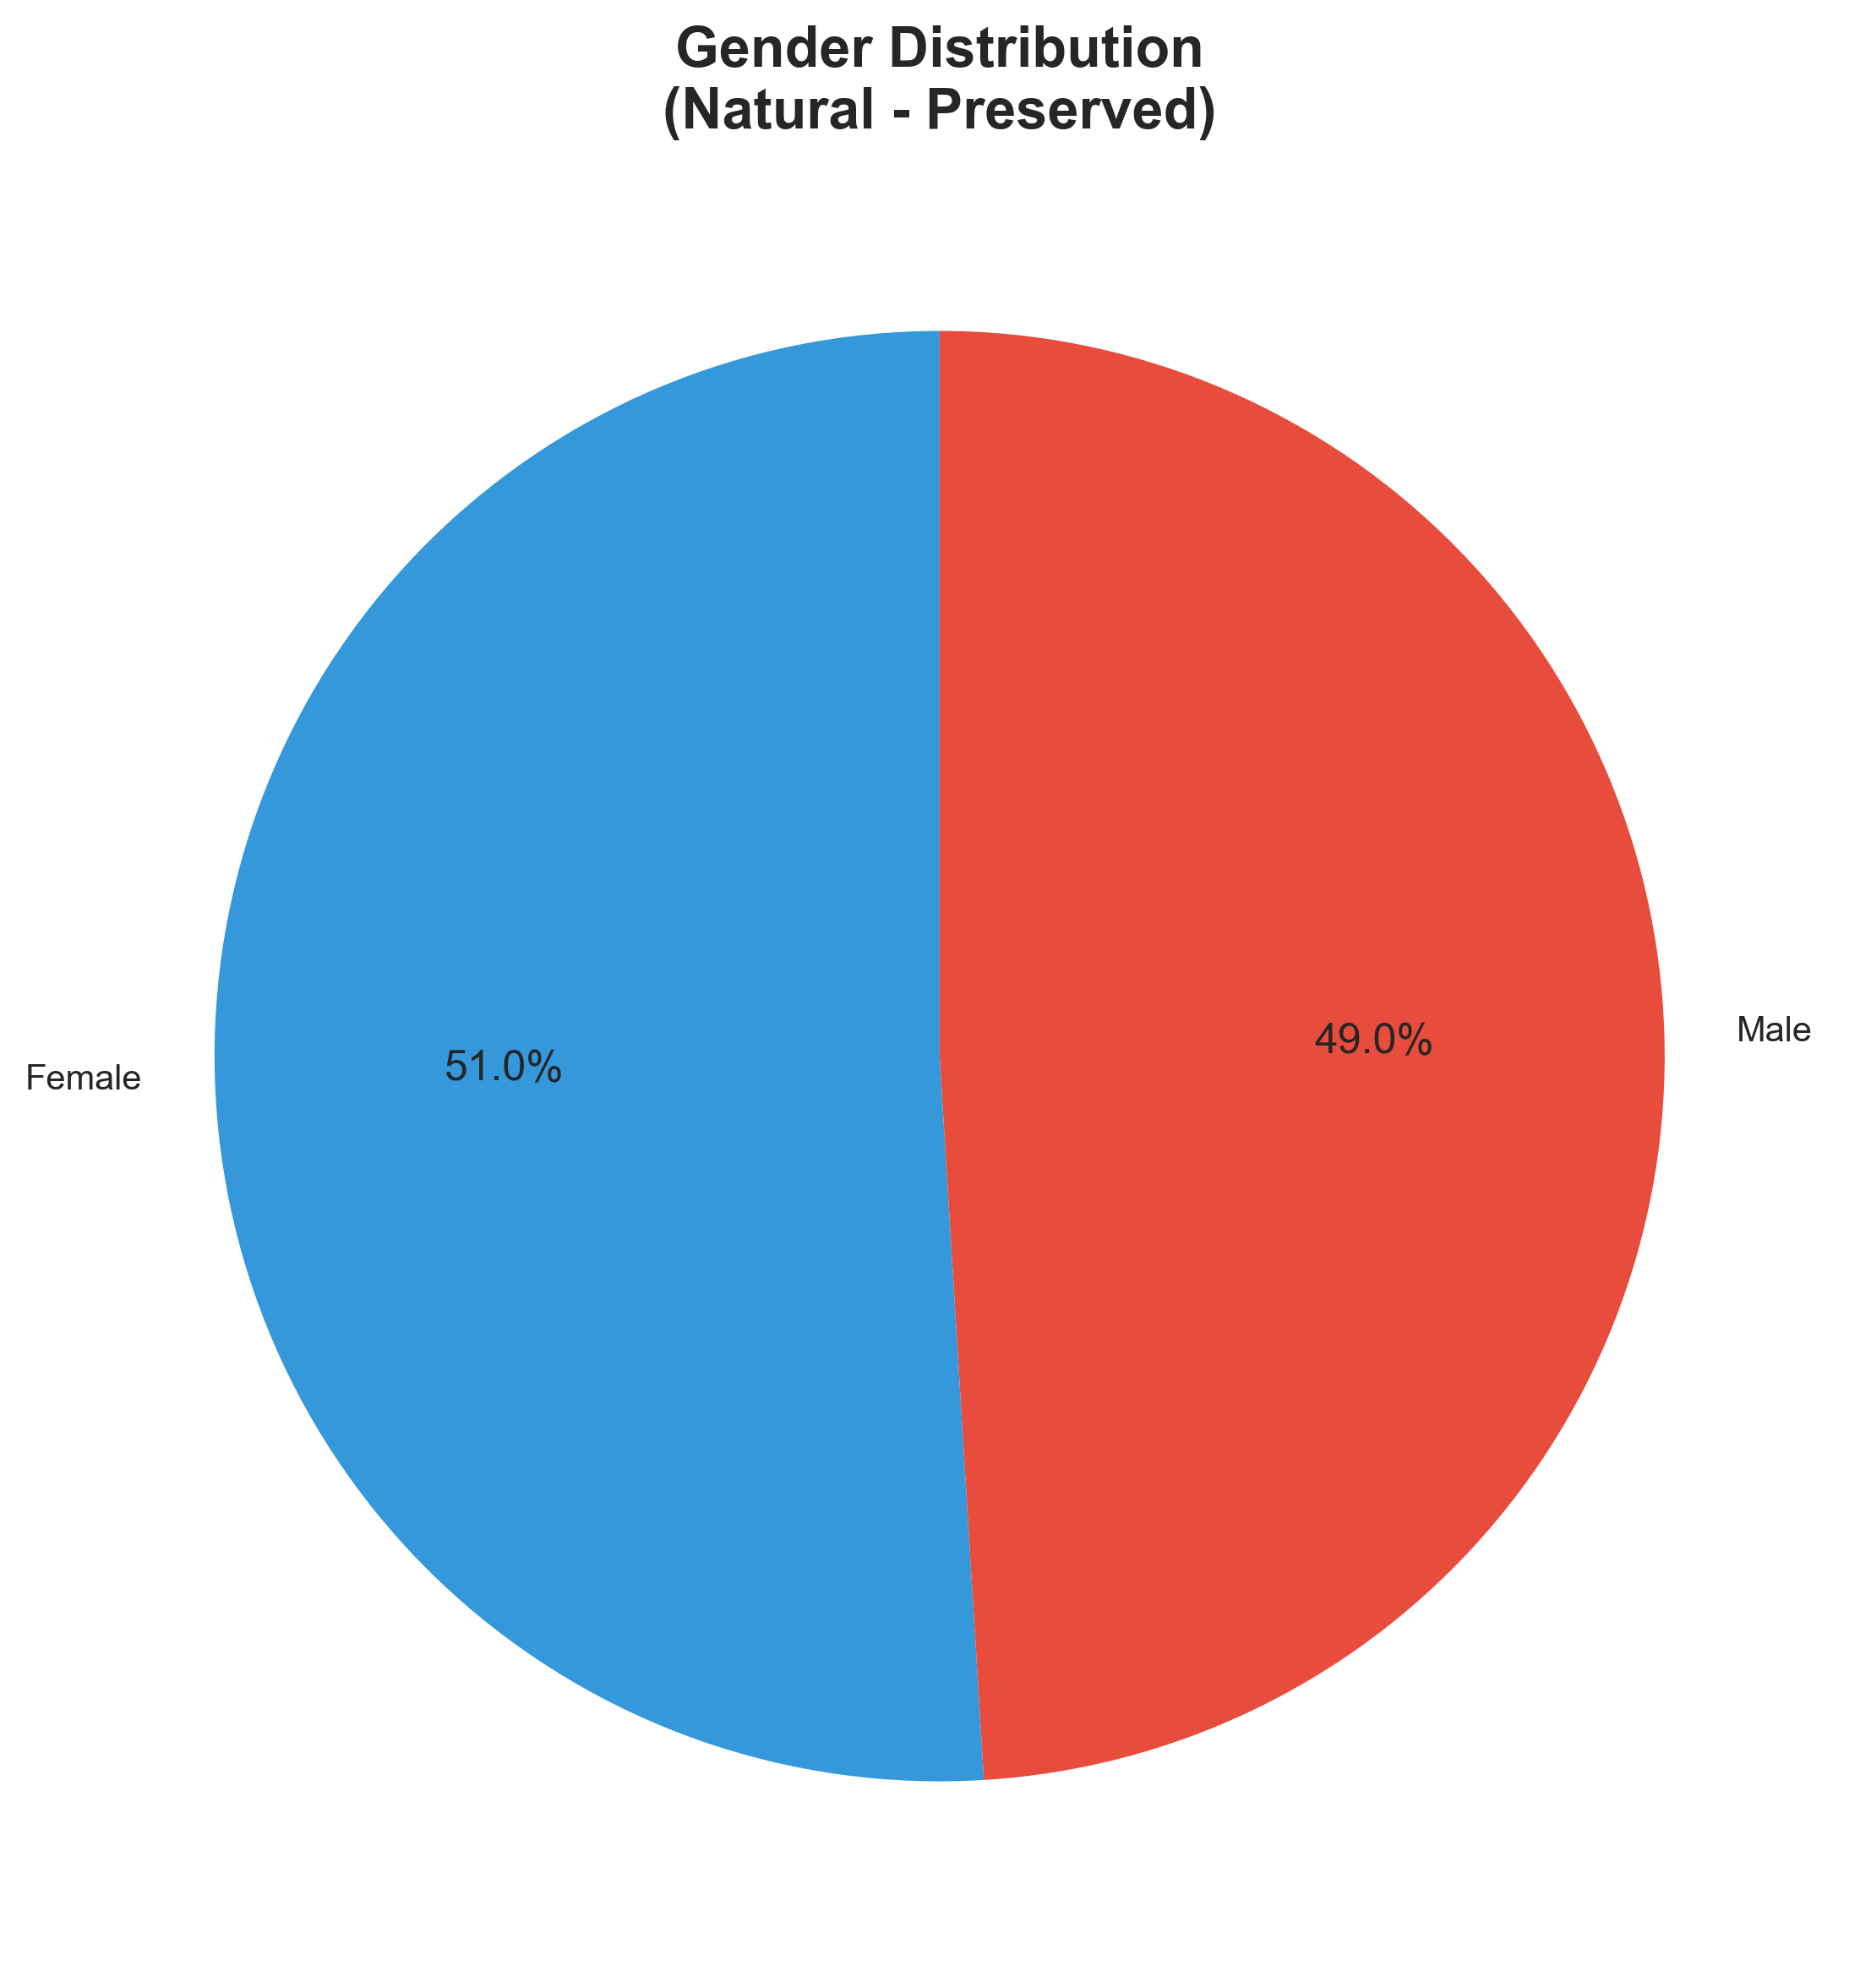 Gender Distribution
(Natural - Preserved)
Male
49.0%
51.0%
Female